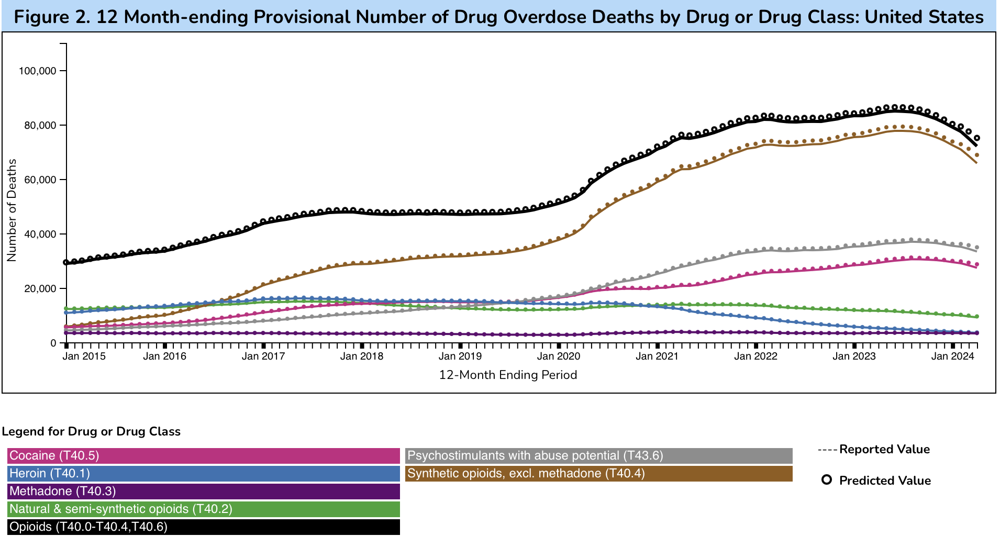 Figure 2. 12 Month-ending Provisional Number of Drug Overdose Deaths by Drug or Drug Class: United States
100,000
80,000
60,000
40,000
20,000
0
Number of Deaths
Jan 2015 Jan 2016 Jan 2017 Jan 2018 Jan 2019 Jan 2020 Jan 2021 Jan 2022 Jan 2023 Jan 2024
12-Month Ending Period
Legend for Drug or Drug Class
Cocaine (T40.5)
Heroin (T40.1)
Methadone (T40.3)
Natural & semi-synthetic opioids (T40.2)
Opioids (T40.0-T40.4,T40.6)
Psychostimulants with abuse potential (T43.6)
Synthetic opioids, excl. methadone (T40.4)
Reported Value
Predicted Value